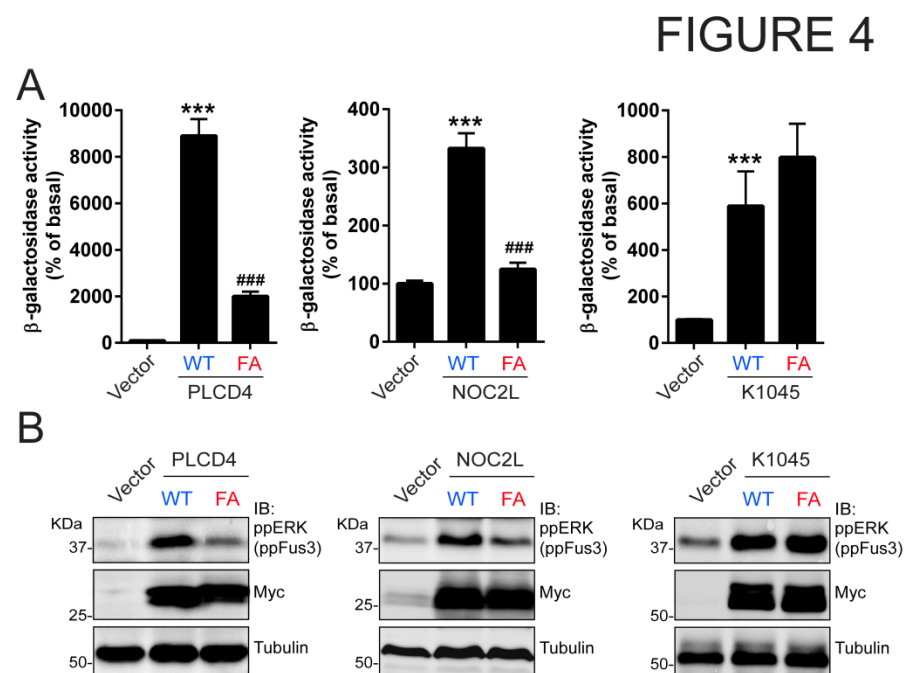 FIGURE 4
A
β-galactosidase activity
(% of basal)
10000
8000
6000
4000
2000
0
***
###
Vector
WT
FA
PLCD4
β-galactosidase activity
(% of basal)
400
300
200
100
0
***
###
Vector
WT
FA
NOC2L
β-galactosidase activity
(% of basal)
1000
800
600
400
200
0
***
Vector
WT
FA
K1045
B
Vector
PLCD4
WT
FA
IB:
KDa
37-
ppERK
(ppFus3)
25-
Myc
50-
Tubulin
Vector
NOC2L
WT
FA
IB:
KDa
37-
ppERK
(ppFus3)
25-
Myc
50-
Tubulin
Vector
K1045
WT
FA
IB:
KDa
37-
ppERK
(ppFus3)
50-
Myc
50-
Tubulin